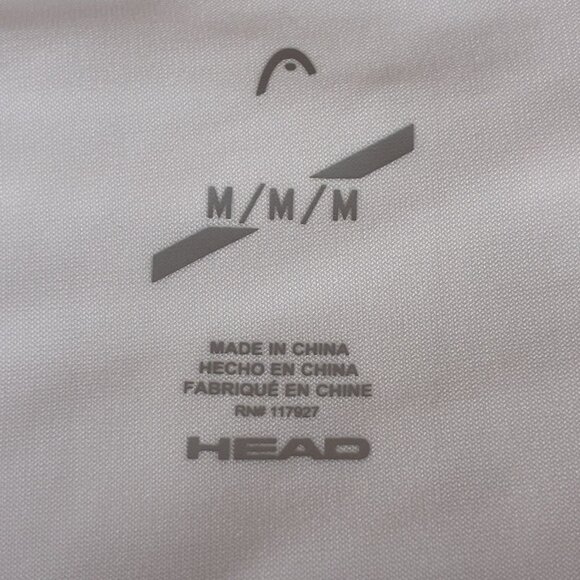 M/M/M
MADE IN CHINA
HECHO EN CHINA
FABRIQUÉ EN CHINE
RN# 117927
HEAD